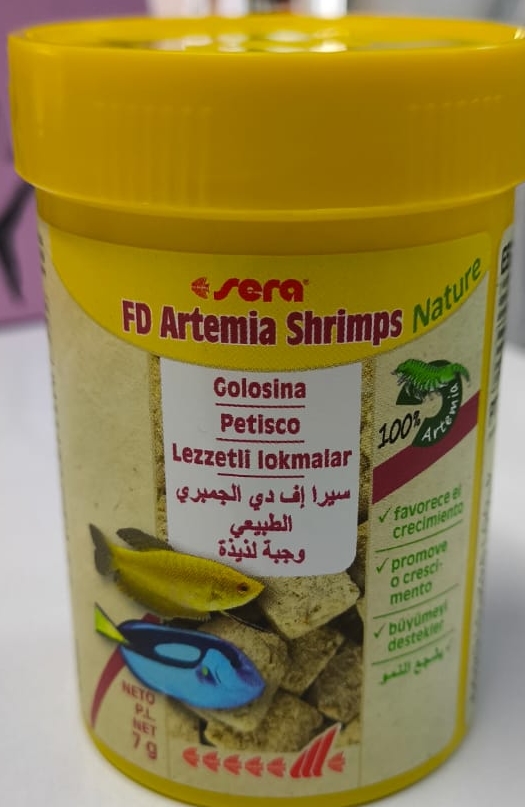 sera
FD Artemia Shrimps Nature
Golosina
Petisco
Lezzetli lokmalar
سيرا إف دي الجمبري
الطبيعي
وجبة لذيذة
100%
Artemia
✓ favorece el
crecimiento
✓ promove
o cresci-
mento
✓ büyümeyi
destekler
يشجع النمو
NETO
P.L.
NET
7 g